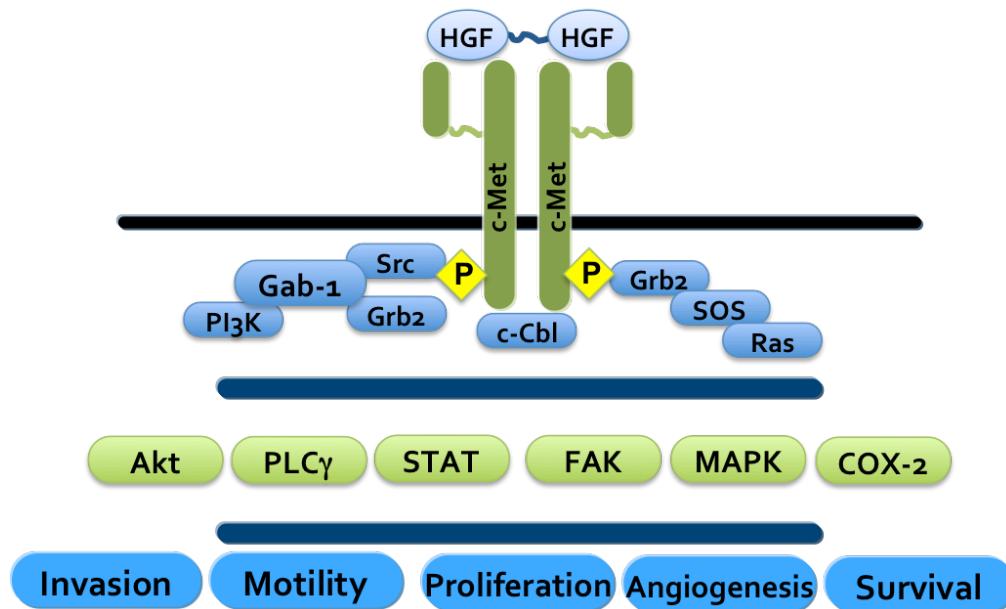 HGF
HGF
c-Met
c-Met
Src
P
P
Grb2
Gab-1
PI3K
Grb2
c-Cbl
SOS
Ras
Akt
PLCγ
STAT
FAK
MAPK
COX-2
Invasion
Motility
Proliferation
Angiogenesis
Survival